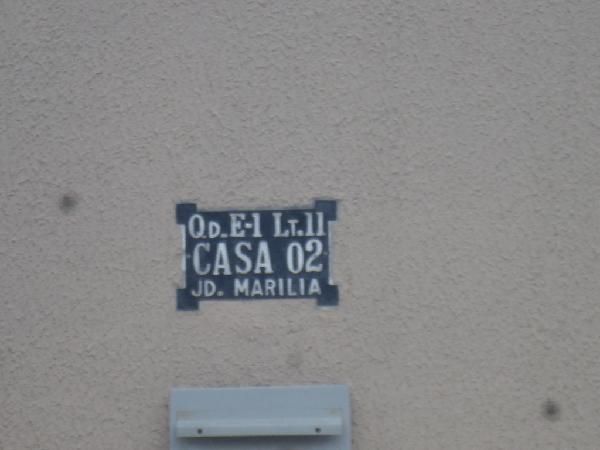 QD. E-1 LT. 11
CASA 02
JD. MARILIA